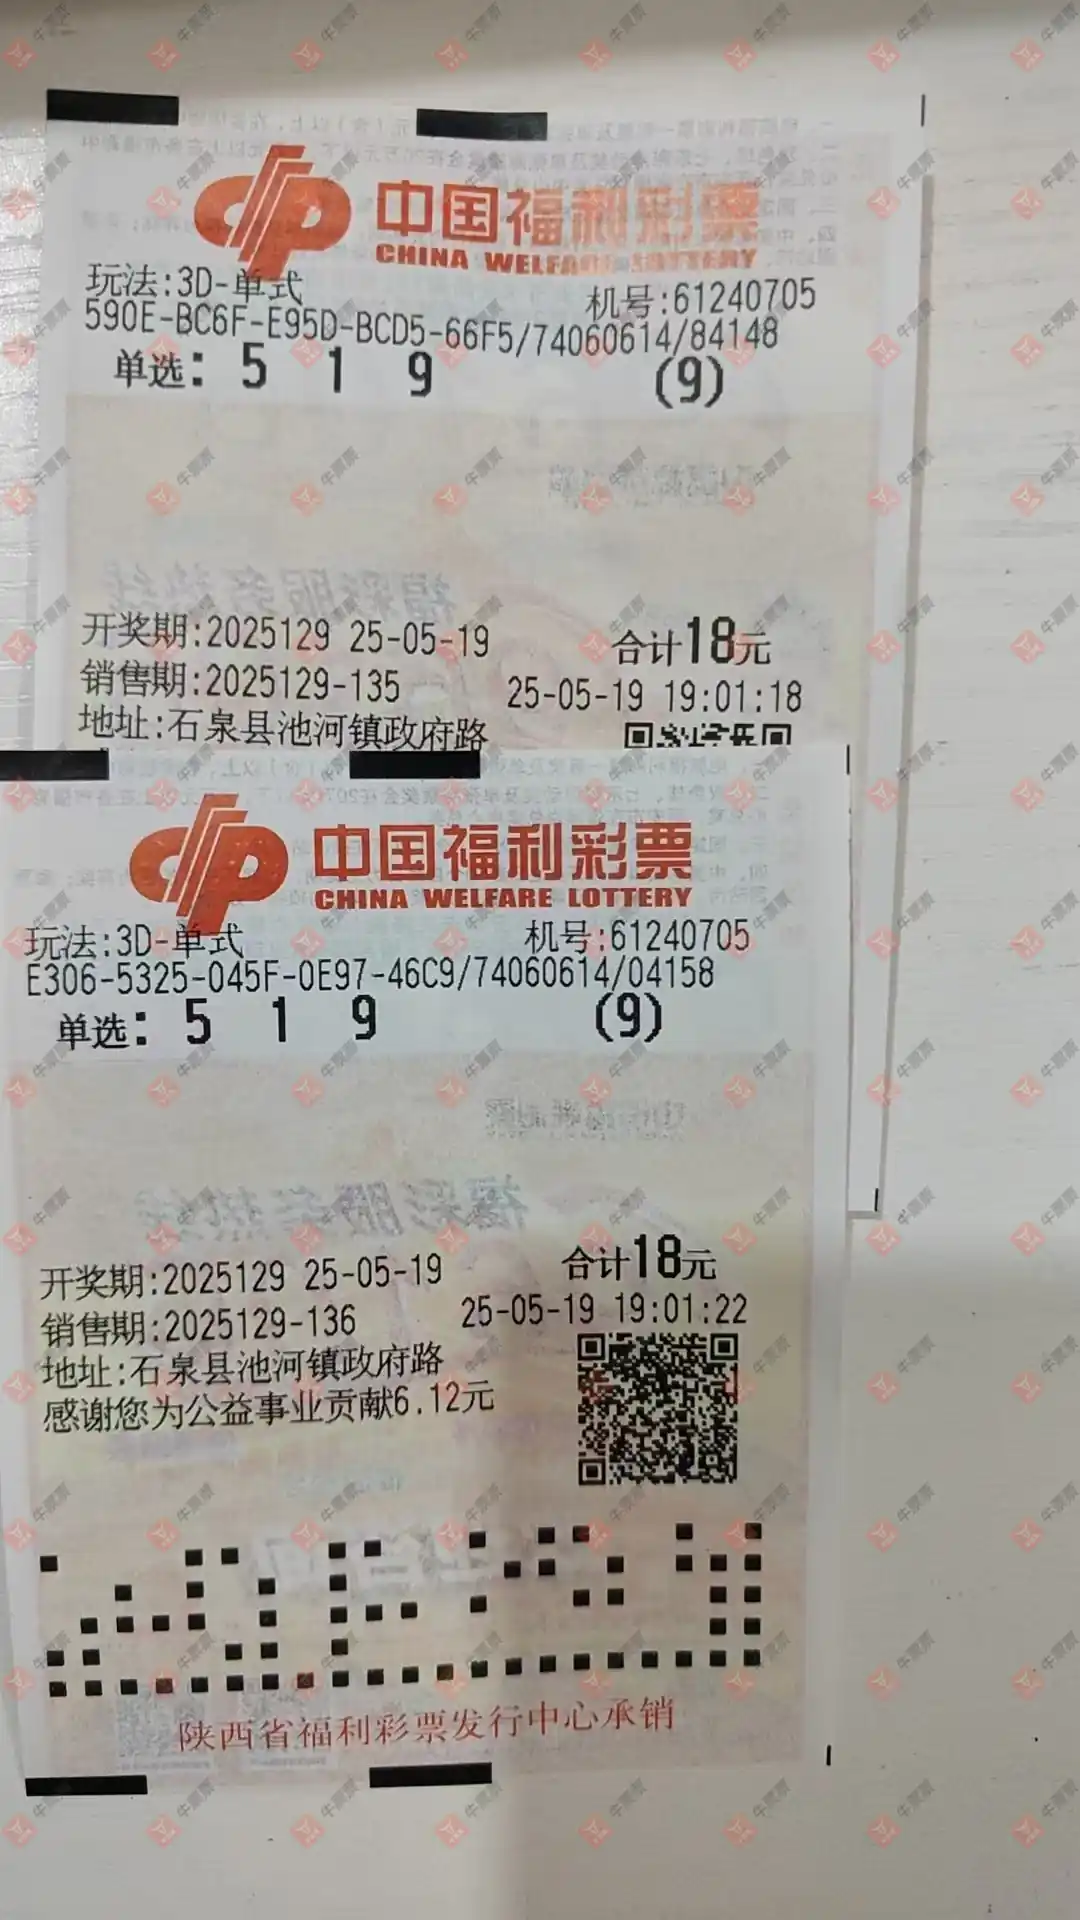 中国福利彩票
CHINA WELFARE LOTTERY
玩法:3D-单式
机号:61240705
590E-BC6F-E95D-BCD5-66F5/74060614/84148
单选: 5 1 9 (9)
开奖期:2025129 25-05-19
合计18元
销售期:2025129-135
25-05-19 19:01:18
地址:石泉县池河镇政府路
中国福利彩票
CHINA WELFARE LOTTERY
玩法:3D-单式
机号:61240705
E306-5325-045F-0E97-46C9/74060614/04158
单选: 5 1 9 (9)
开奖期:2025129 25-05-19
合计18元
销售期:2025129-136
25-05-19 19:01:22
地址:石泉县池河镇政府路
感谢您为公益事业贡献6.12元
陕西省福利彩票发行中心承销
牛票票